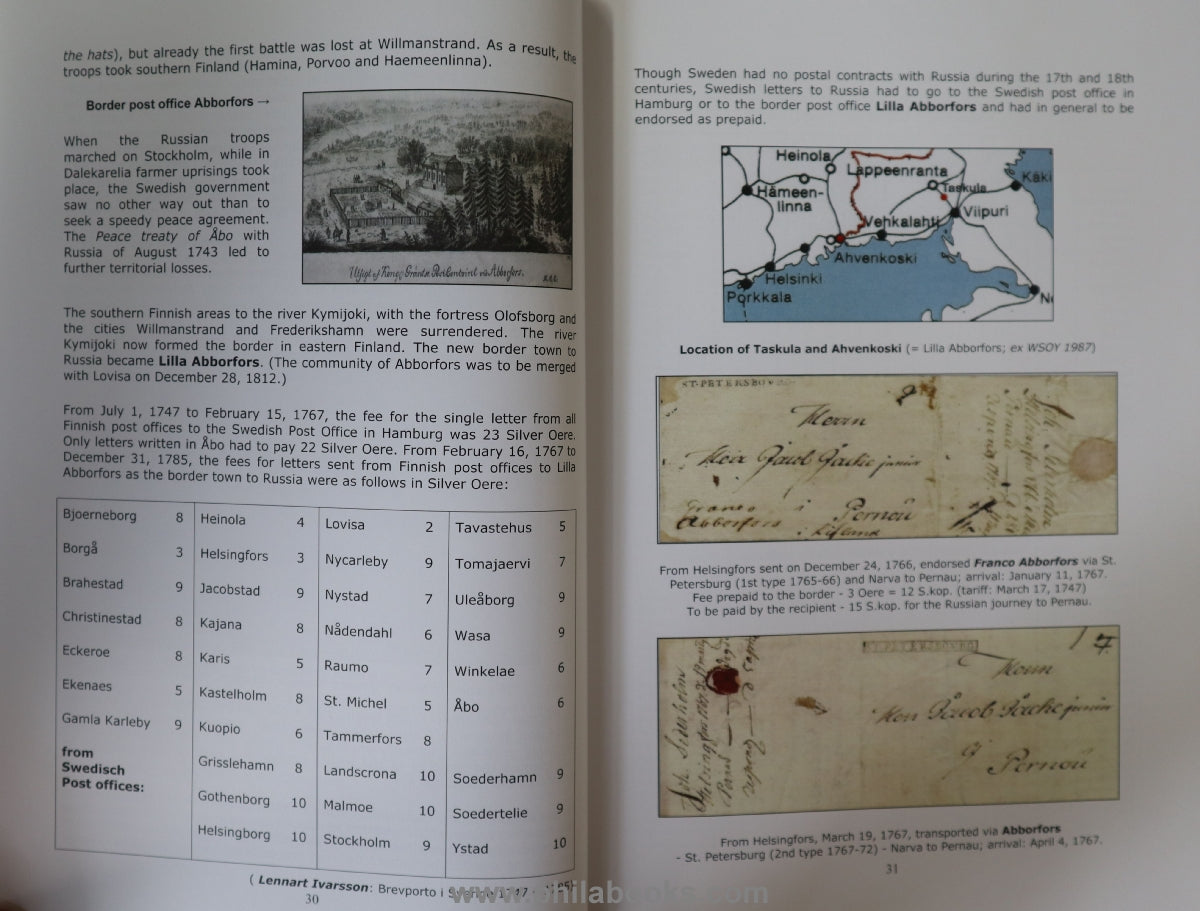 the hats), but already the first battle was lost at Willmanstrand. As a result, the
troops took southern Finland (Hamina, Porvoo and Haemeenlinna).
Border post office Abborfors →
When the Russian troops
marched on Stockholm, while in
Dalekarelia farmer uprisings took
place, the Swedish government
saw no other way out than to
seek a speedy peace agreement.
The Peace treaty of Åbo with
Russia of August 1743 led to
further territorial losses.
The southern Finnish areas to the river Kymijoki, with the fortress Olofsborg and
the cities Willmanstrand and Frederikshamn were surrendered. The river
Kymijoki now formed the border in eastern Finland. The new border town to
Russia became Lilla Abborfors. (The community of Abborfors was to be merged
with Lovisa on December 28, 1812.)
From July 1, 1747 to February 15, 1767, the fee for the single letter from all
Finnish post offices to the Swedish Post Office in Hamburg was 23 Silver Oere.
Only letters written in Åbo had to pay 22 Silver Oere. From February 16, 1767 to
December 31, 1785, the fees for letters sent from Finnish post offices to Lilla
Abborfors as the border town to Russia were as follows in Silver Oere:
Bjoerneborg 8
Borgå 3
Brahestad 9
Christinestad 8
Eckeroe 8
Ekenaes 5
Gamla Karleby 9
from
Swedisch
Post offices:
Heinola 4
Helsingfors 3
Jacobstad 9
Kajana 8
Karis 5
Kastelholm 8
Kuopio 6
Grisslehamn 8
Gothenborg 10
Helsingborg 10
Lovisa 2
Nycarleby 9
Nystad 7
Nådendahl 6
Raumo 7
St. Michel 5
Tammerfors 8
Landscrona 10
Malmoe 10
Stockholm 9
Tavastehus 5
Tomajaervi 7
Uleåborg 9
Wasa 9
Winkelae 6
Åbo 6
Soederhamn 9
Soedertelie 9
Ystad 10
( Lennart Ivarsson: Brevporto i
30
Though Sweden had no postal contracts with Russia during the 17th and 18th
centuries, Swedish letters to Russia had to go to the Swedish post office in
Hamburg or to the border post office Lilla Abborfors and had in general to be
endorsed as prepaid.
Heinola
Lappeenranta
Käki
Hämeen-
linna
Taskula
Viipuri
Vehkalahti
Ahvenkoski
Helsinki
Porkkala
Location of Taskula and Ahvenkoski (= Lilla Abborfors; ex WSOY 1987)
Herrn
Pernou
Abborfors
From Helsingfors sent on December 24, 1766, endorsed Franco Abborfors via St.
Petersburg (1st type 1765-66) and Narva to Pernau; arrival: January 11, 1767.
Fee prepaid to the border - 3 Oere = 12 S.kop. (tariff: March 17, 1747)
To be paid by the recipient - 15 S.kop. for the Russian journey to Pernau.
Pernou
From Helsingfors, March 19, 1767, transported via Abborfors
- St. Petersburg (2nd type 1767-72) - Narva to Pernau; arrival: April 4, 1767.
31
www.philabooks.com